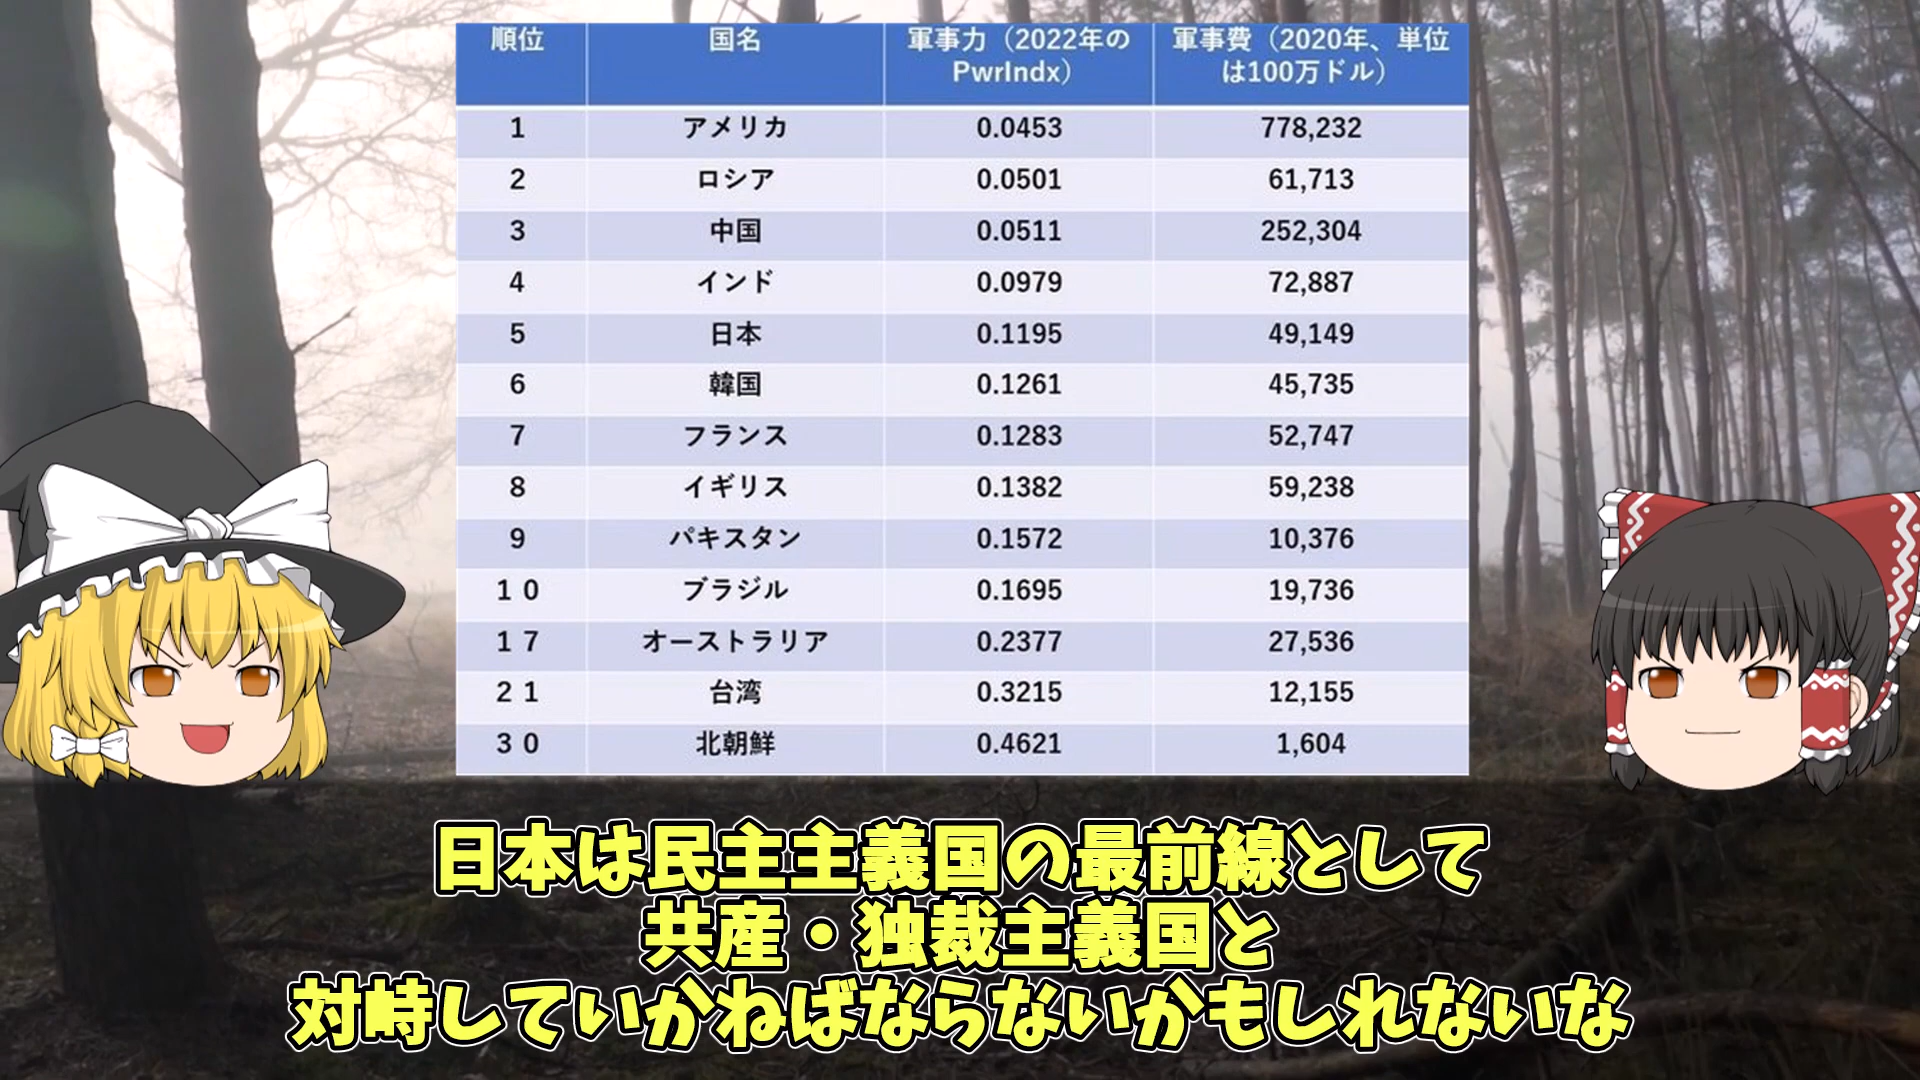 順位 国名 軍事力（2022年の 軍事費（2020年、単位
PwrIndx） は100万ドル）
1 アメリカ 0.0453 778,232
2 ロシア 0.0501 61,713
3 中国 0.0511 252,304
4 インド 0.0979 72,887
5 日本 0.1195 49,149
6 韓国 0.1261 45,735
7 フランス 0.1283 52,747
8 イギリス 0.1382 59,238
9 パキスタン 0.1572 10,376
１０ ブラジル 0.1695 19,736
１７ オーストラリア 0.2377 27,536
２１ 台湾 0.3215 12,155
３０ 北朝鮮 0.4621 1,604
日本は民主主義国の最前線として
共産・独裁主義国と
対峙していかねばならないかもしれないな